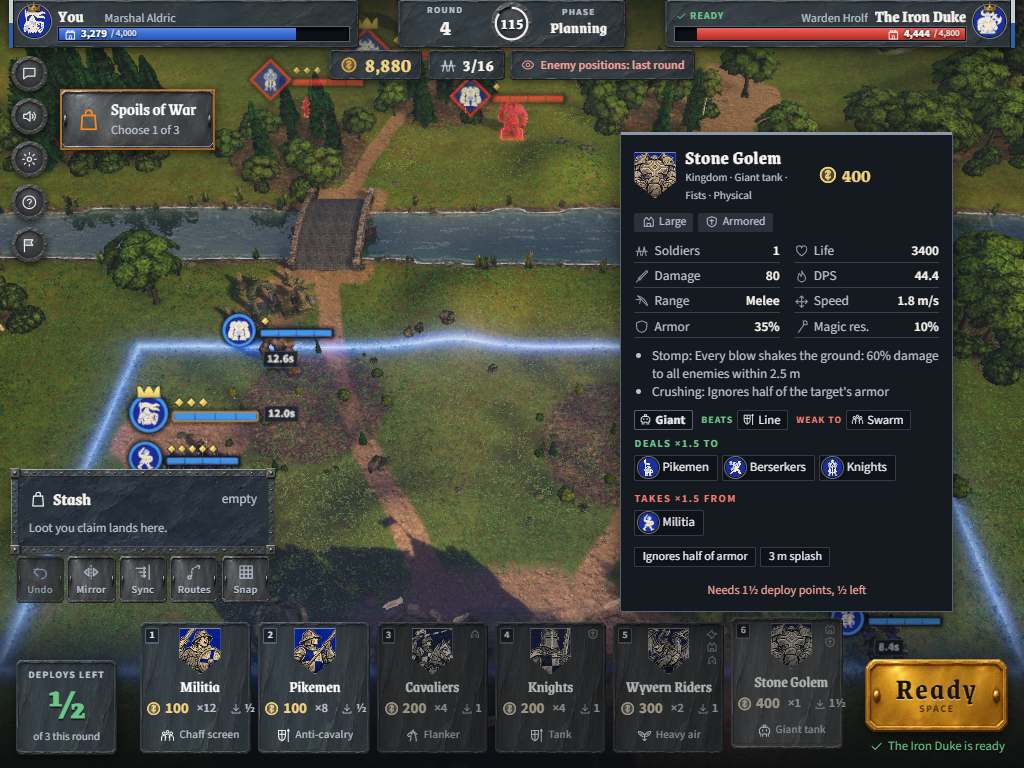 You
Marshal Aldric
3,279 / 4,000
ROUND
4
115
PHASE
Planning
READY
Warden Hrolf
The Iron Duke
4,444 / 4,800
8,880
3/16
Enemy positions: last round
Spoils of War
Choose 1 of 3
Stone Golem
Kingdom · Giant tank ·
Fists · Physical
400
Large
Armored
Soldiers 1
Life 3400
Damage 80
DPS 44.4
Range Melee
Speed 1.8 m/s
Armor 35%
Magic res. 10%
• Stomp: Every blow shakes the ground: 60% damage
to all enemies within 2.5 m
• Crushing: Ignores half of the target's armor
Giant BEATS Line WEAK TO Swarm
DEALS ×1.5 TO
Pikemen
Berserkers
Knights
TAKES ×1.5 FROM
Militia
Ignores half of armor
3 m splash
Needs 1½ deploy points, ½ left
12.6s
12.0s
Stash
empty
Loot you claim lands here.
Undo
Mirror
Sync
Routes
Snap
8.4s
DEPLOYS LEFT
½
of 3 this round
1
Militia
100 ×12 ½
Chaff screen
2
Pikemen
100 ×8 ½
Anti-cavalry
3
Cavaliers
200 ×4 1
Flanker
4
Knights
200 ×4 1
Tank
5
Wyvern Riders
300 ×2 1
Heavy air
6
Stone Golem
400 ×1 1½
Giant tank
Ready
SPACE
The Iron Duke is ready